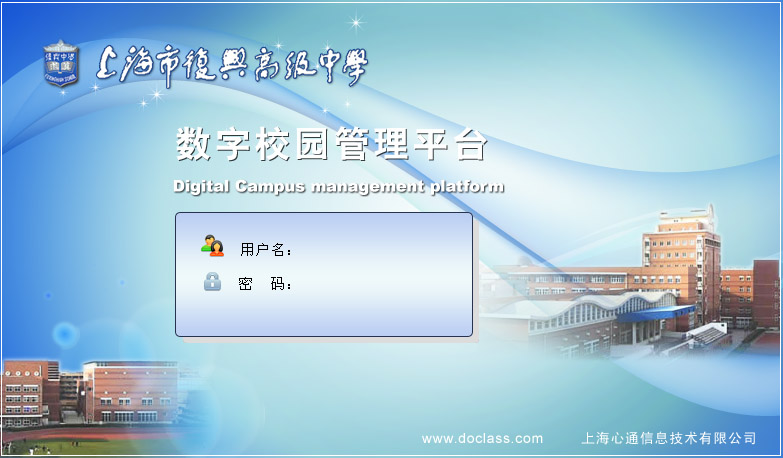 上海市復興高級中學
数字校园管理平台
Digital Campus management platform
用户名:
密 码:
www.doclass.com 上海心通信息技术有限公司